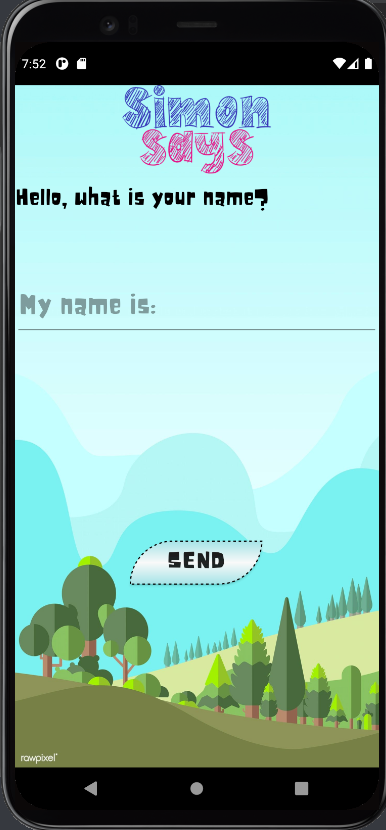 7:52
Simon
says
Hello, what is your name?
My name is:
SEND
rawpixel